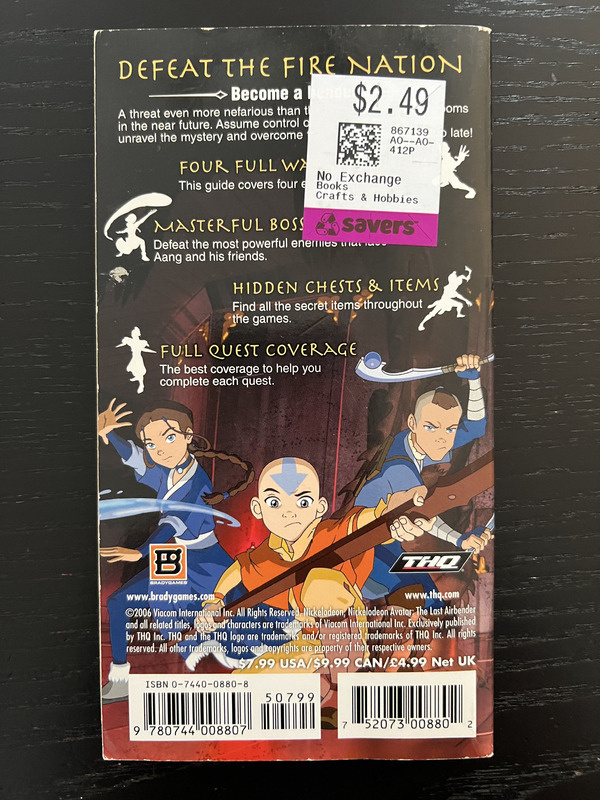 DEFEAT THE FIRE NATION
Become a
$2.49
A threat even more nefarious than
in the near future. Assume control
unravel the mystery and overcome
late!
867139
A0--A0-
412P
No Exchange
Books
Crafts & Hobbies
savers
FOUR FULL
This guide covers four
MASTERFUL BOSS
Defeat the most powerful enemies that face
Aang and his friends.
HIDDEN CHESTS & ITEMS
Find all the secret items throughout
the games.
FULL QUEST COVERAGE
The best coverage to help you
complete each quest.
BRADYGAMES
THQ
www.bradygames.com
www.thq.com
©2006 Viacom International Inc. All Rights Reserved. Nickelodeon, Nickelodeon Avatar: The Last Airbender
and all related titles, logos and characters are trademarks of Viacom International Inc. Exclusively published
by THQ Inc. THQ and the THQ logo are trademarks and/or registered trademarks of THQ Inc. All rights
reserved. All other trademarks, logos and copyrights are property of their respective owners.
$7.99 USA/$9.99 CAN/£4.99 Net UK
ISBN 0-7440-0880-8
50799
9 780744 008807
7 52073 00880 2